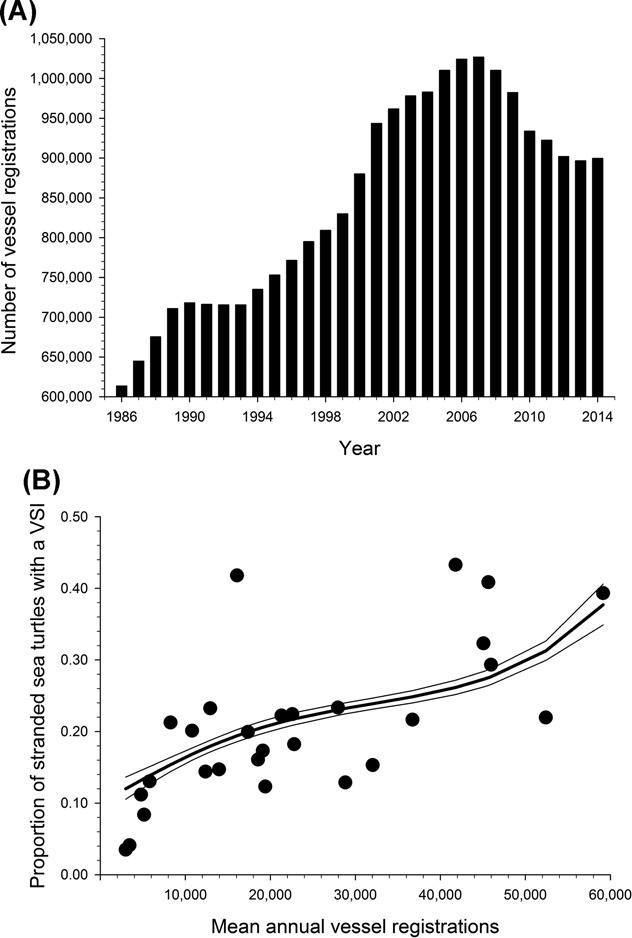 (A)
Number of vessel registrations
1,050,000
1,000,000
950,000
900,000
850,000
800,000
750,000
700,000
650,000
600,000
1986 1990 1994 1998 2002 2006 2010 2014
Year
(B)
Proportion of stranded sea turtles with a VSI
0.50
0.40
0.30
0.20
0.10
0.00
10,000 20,000 30,000 40,000 50,000 60,000
Mean annual vessel registrations